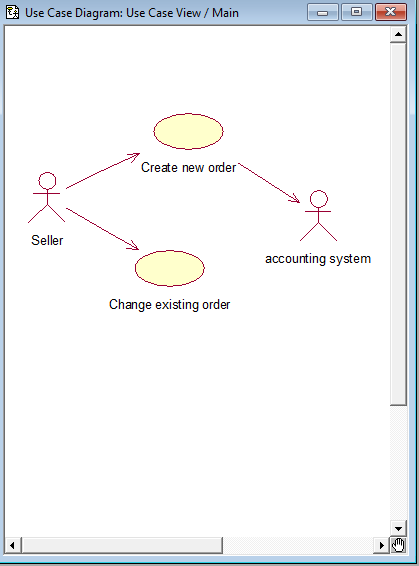 Use Case Diagram: Use Case View / Main
Create new order
Seller
accounting system
Change existing order